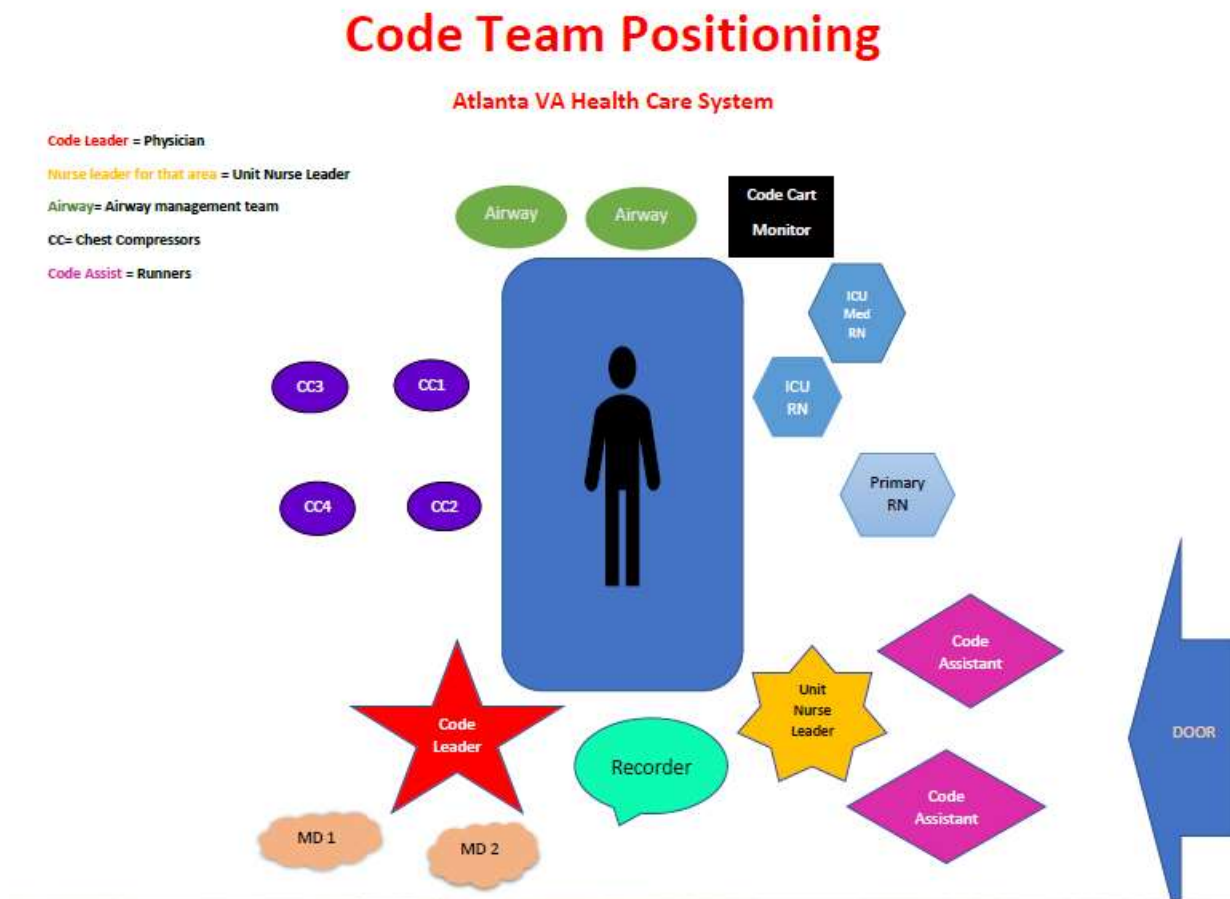 Code Team Positioning
Atlanta VA Health Care System
Code Leader = Physician
Nurse leader for that area = Unit Nurse Leader
Airway= Airway management team
CC= Chest Compressors
Code Assist = Runners
Airway
Airway
Code Cart
Monitor
ICU
Med
RN
CC3
CC1
ICU
RN
CC4
CC2
Primary
RN
Code
Assistant
Code
Leader
Recorder
Unit
Nurse
Leader
DOOR
Code
Assistant
MD 1
MD 2